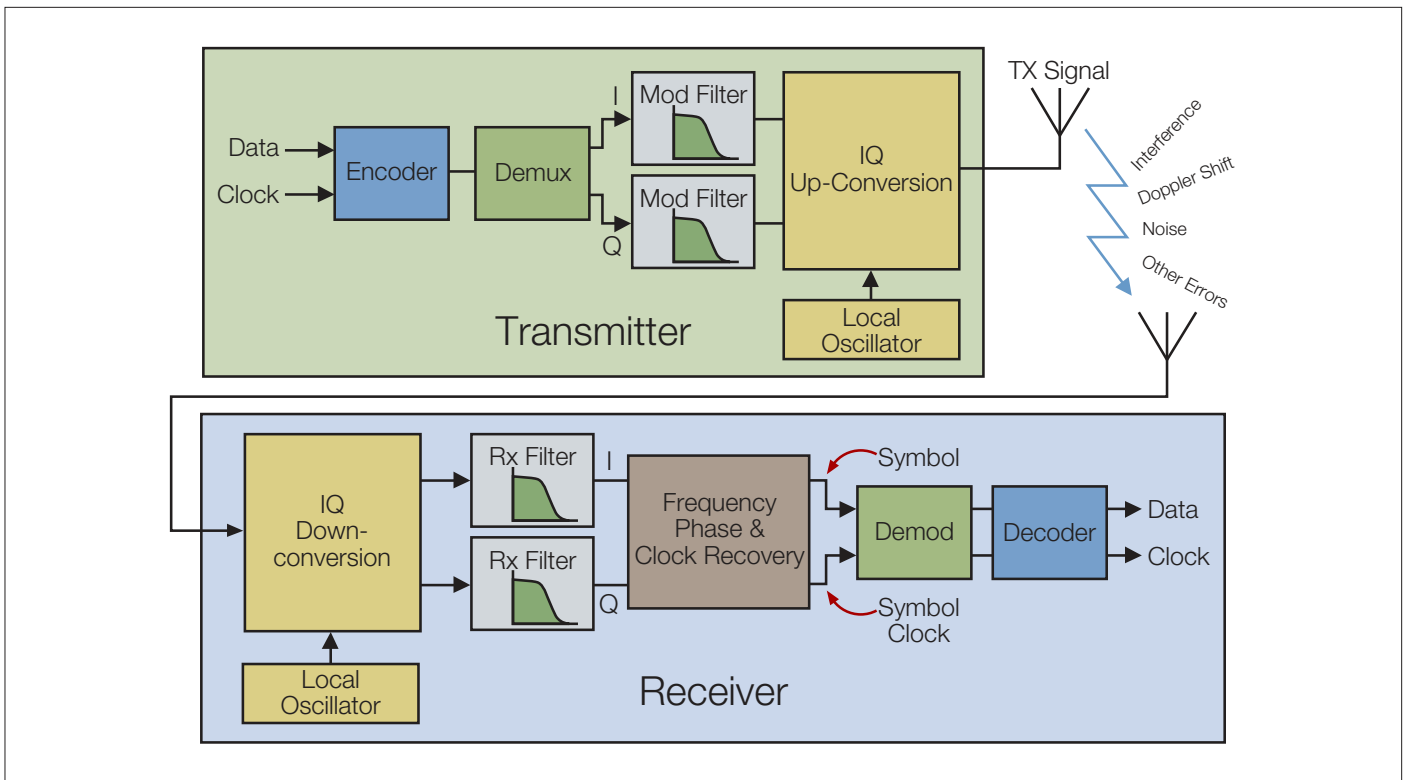 TX Signal
I
Mod Filter
Mod Filter
Q
Data
Clock
Encoder
Demux
IQ
Up-Conversion
Local
Oscillator
Transmitter
Interference
Doppler Shift
Noise
Other Errors
IQ
Down-
conversion
Local
Oscillator
Rx Filter
I
Rx Filter
Q
Frequency
Phase &
Clock Recovery
Symbol
Symbol
Clock
Demod
Decoder
Data
Clock
Receiver